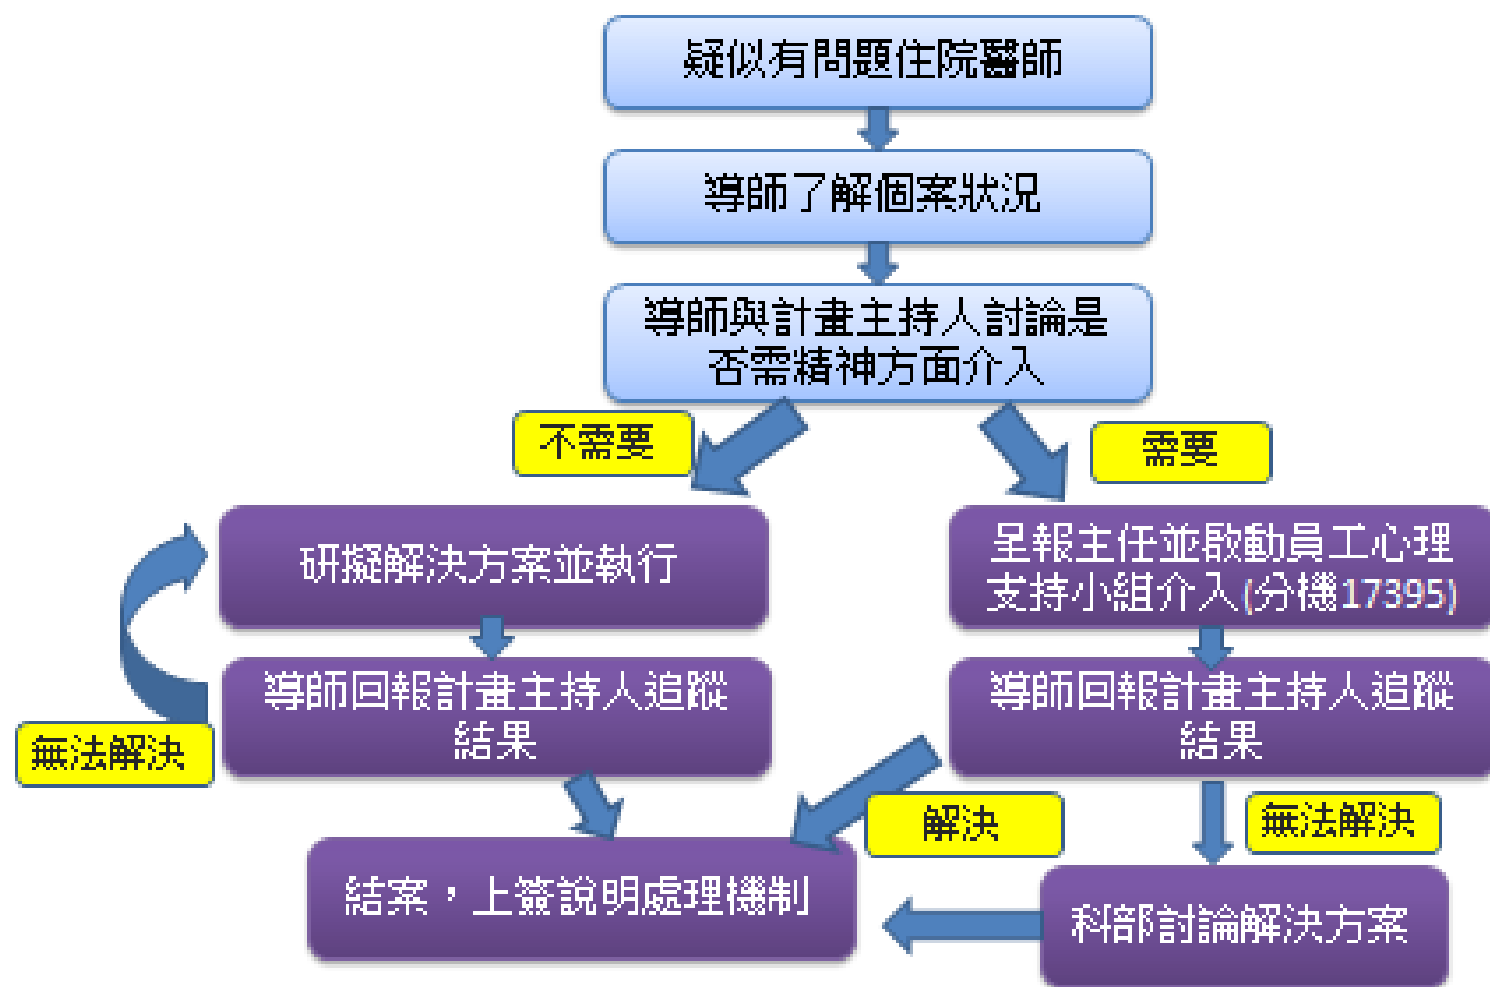 疑似有問題住院醫師
導師了解個案狀況
導師與計畫主持人討論是
否需精神方面介入
不需要
需要
研擬解決方案並執行
呈報主任並啟動員工心理
支持小組介入(分機17395)
導師回報計畫主持人追蹤
結果
導師回報計畫主持人追蹤
結果
無法解決
解決
無法解決
結案，上簽說明處理機制
科部討論解決方案